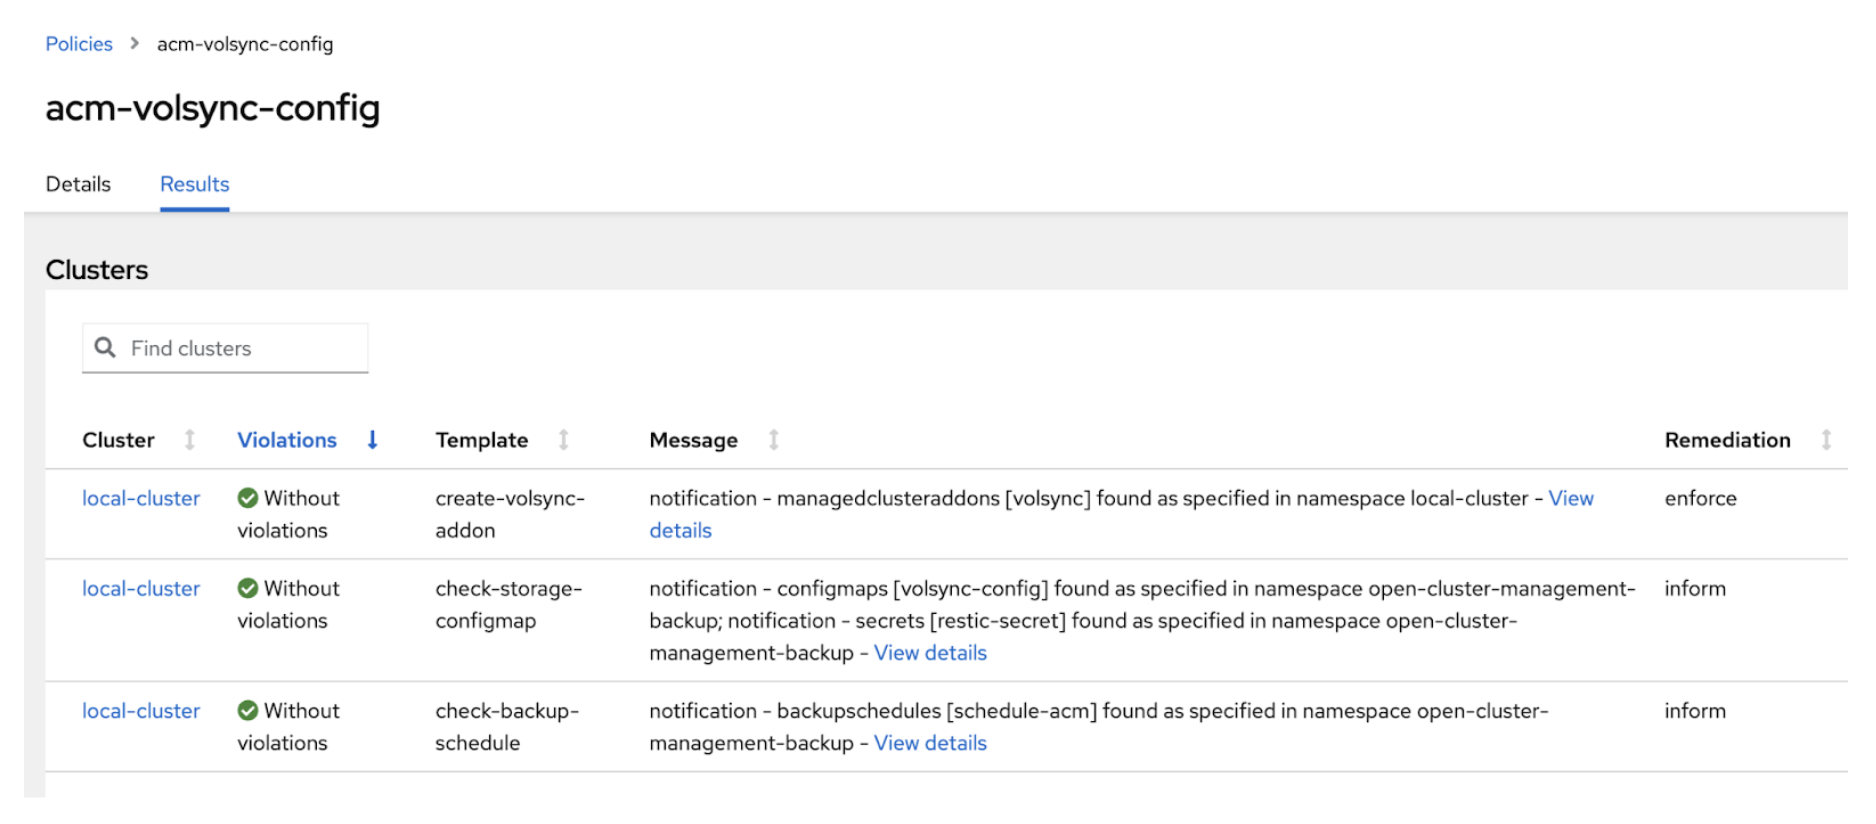 Policies > acm-volsync-config
acm-volsync-config
Details Results
Clusters
Find clusters
Cluster Violations Template Message Remediation
local-cluster Without create-volsync- notification - managedclusteraddons [volsync] found as specified in namespace local-cluster - View enforce
violations addon details
local-cluster Without check-storage- notification - configmaps [volsync-config] found as specified in namespace open-cluster-management- inform
violations configmap backup; notification - secrets [restic-secret] found as specified in namespace open-cluster-
management-backup - View details
local-cluster Without check-backup- notification - backupschedules [schedule-acm] found as specified in namespace open-cluster- inform
violations schedule management-backup - View details